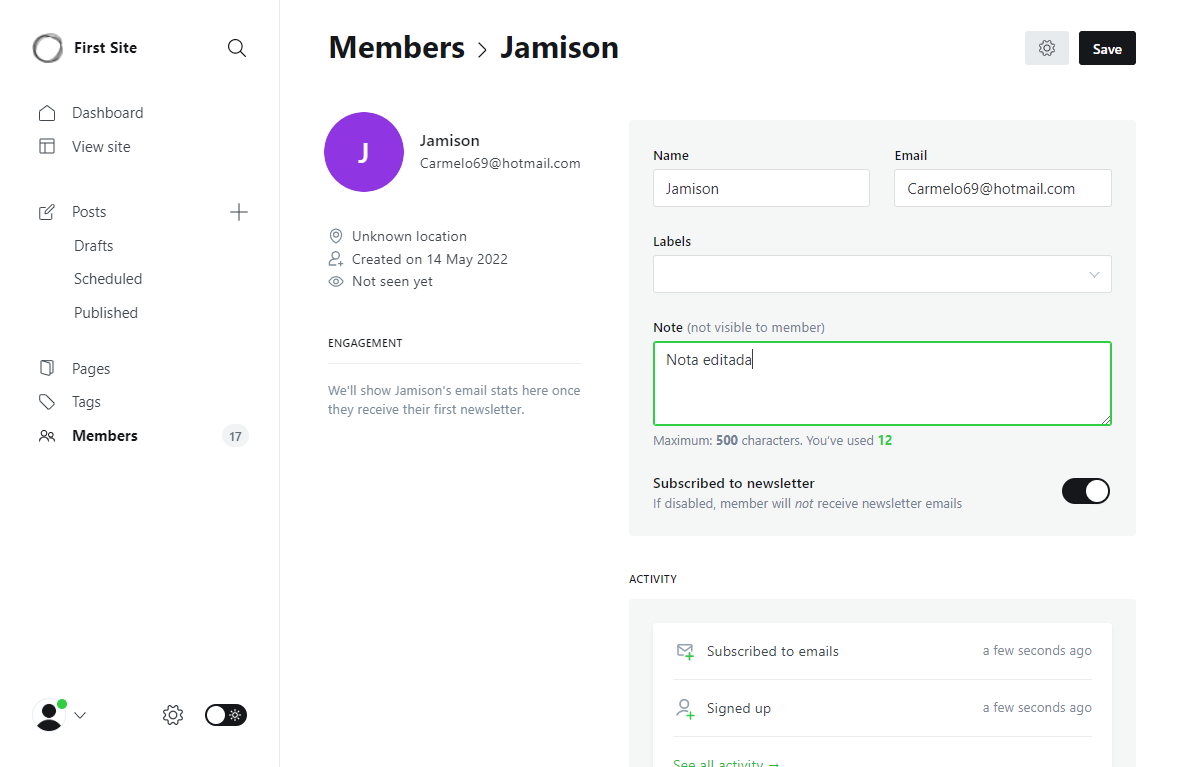 First Site
Dashboard
View site
Posts
Drafts
Scheduled
Published
Pages
Tags
Members 17
Members > Jamison
Save
J
Jamison
Carmelo69@hotmail.com
Unknown location
Created on 14 May 2022
Not seen yet
ENGAGEMENT
We'll show Jamison's email stats here once
they receive their first newsletter.
Name
Jamison
Email
Carmelo69@hotmail.com
Labels
Note (not visible to member)
Nota editada
Maximum: 500 characters. You've used 12
Subscribed to newsletter
If disabled, member will not receive newsletter emails
ACTIVITY
Subscribed to emails a few seconds ago
Signed up a few seconds ago
See all activity →